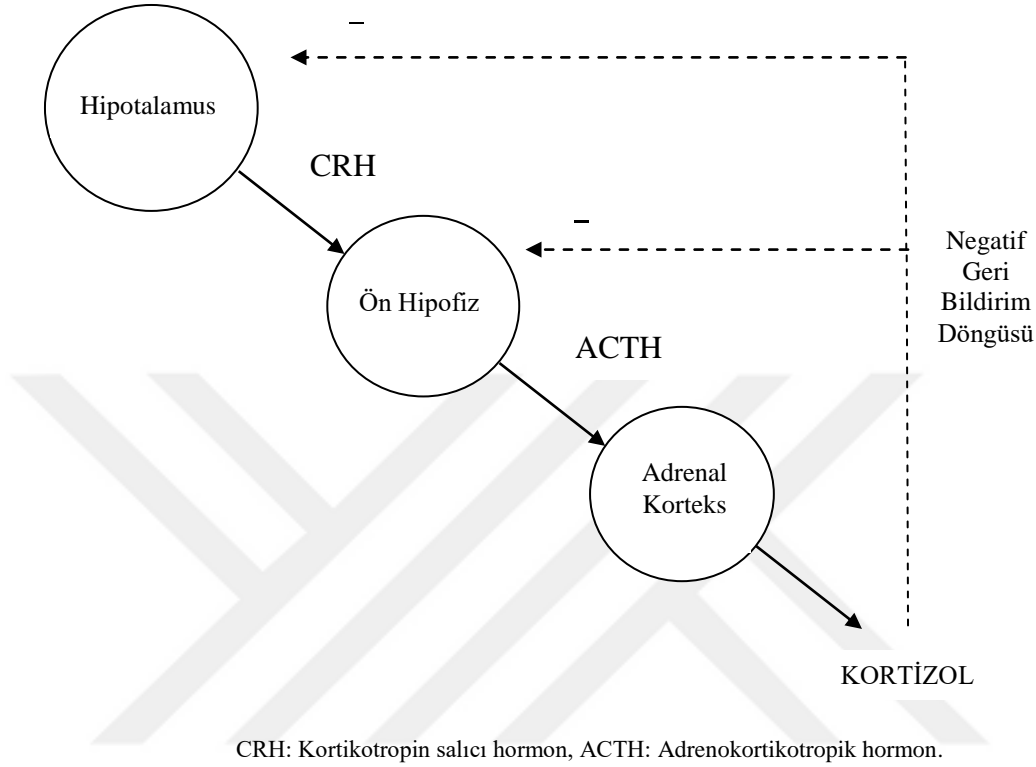 –
Hipotalamus
CRH
–
Ön Hipofiz
Negatif
Geri
Bildirim
Döngüsü
ACTH
Adrenal
Korteks
KORTİZOL
CRH: Kortikotropin salıcı hormon, ACTH: Adrenokortikotropik hormon.